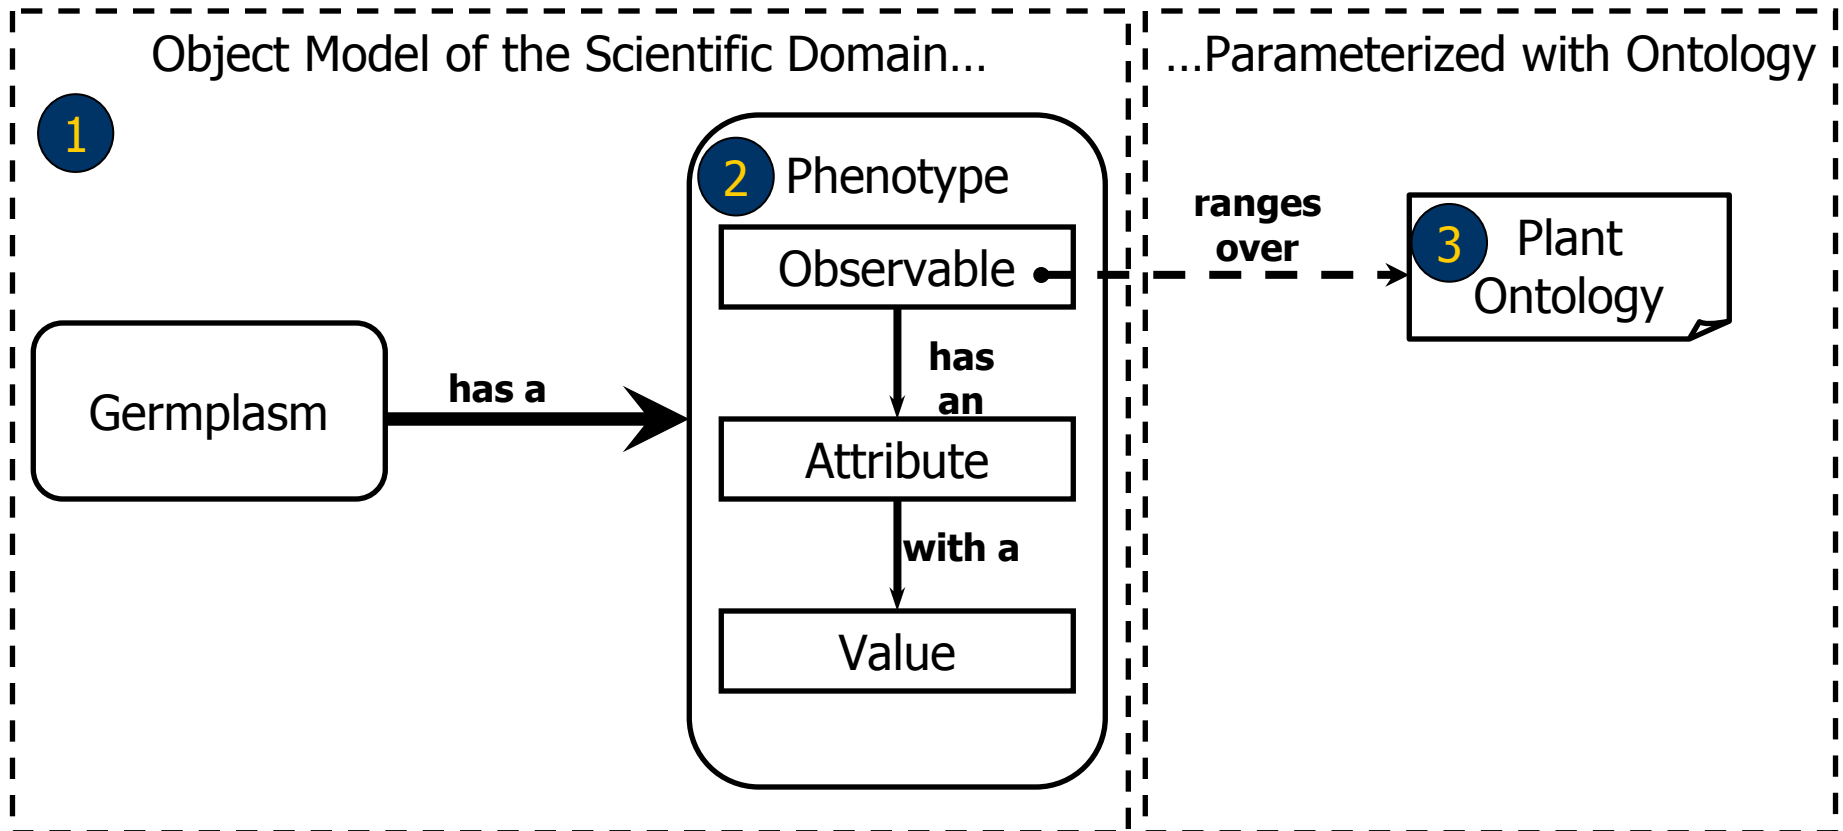 Object Model of the Scientific Domain...
...Parameterized with Ontology
1
2
Phenotype
Observable
ranges
over
3
Plant
Ontology
has
an
Germplasm
has a
Attribute
with a
Value